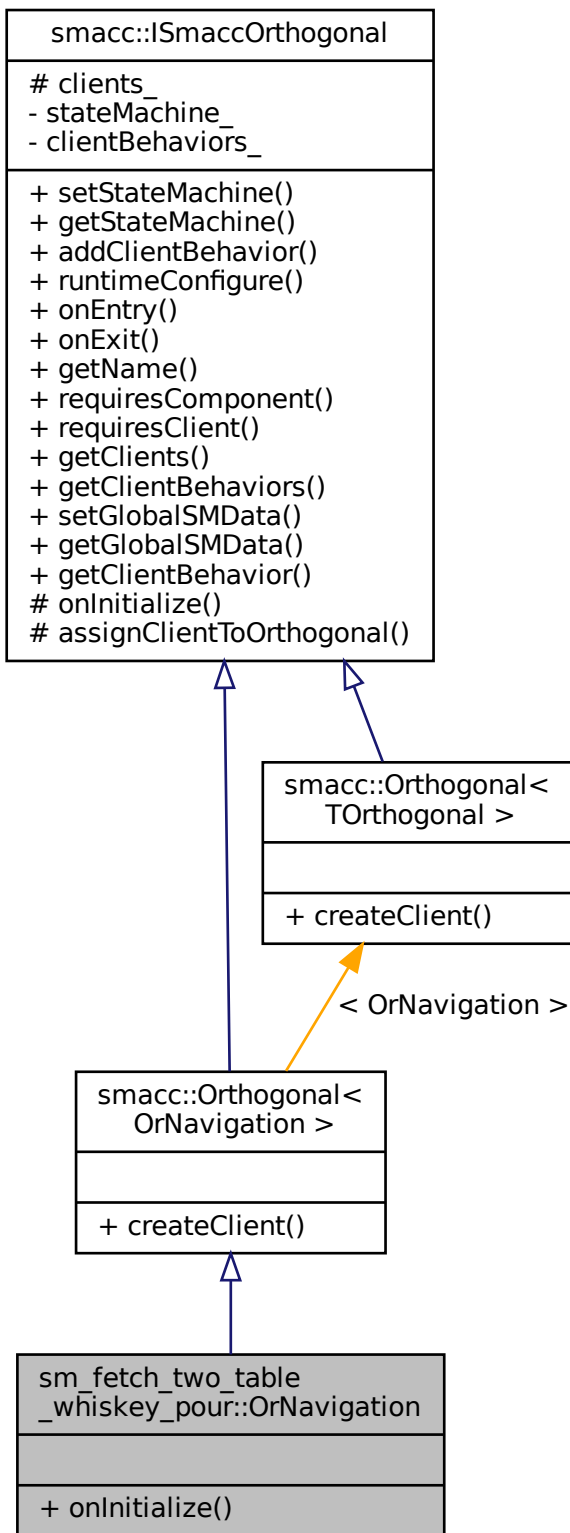 smacc::ISmaccOrthogonal
# clients_
- stateMachine_
- clientBehaviors_
+ setStateMachine()
+ getStateMachine()
+ addClientBehavior()
+ runtimeConfigure()
+ onEntry()
+ onExit()
+ getName()
+ requiresComponent()
+ requiresClient()
+ getClients()
+ getClientBehaviors()
+ setGlobalSMData()
+ getGlobalSMData()
+ getClientBehavior()
# onInitialize()
# assignClientToOrthogonal()
smacc::Orthogonal<
TOrthogonal >
+ createClient()
< OrNavigation >
smacc::Orthogonal<
OrNavigation >
+ createClient()
sm_fetch_two_table
_whiskey_pour::OrNavigation
+ onInitialize()